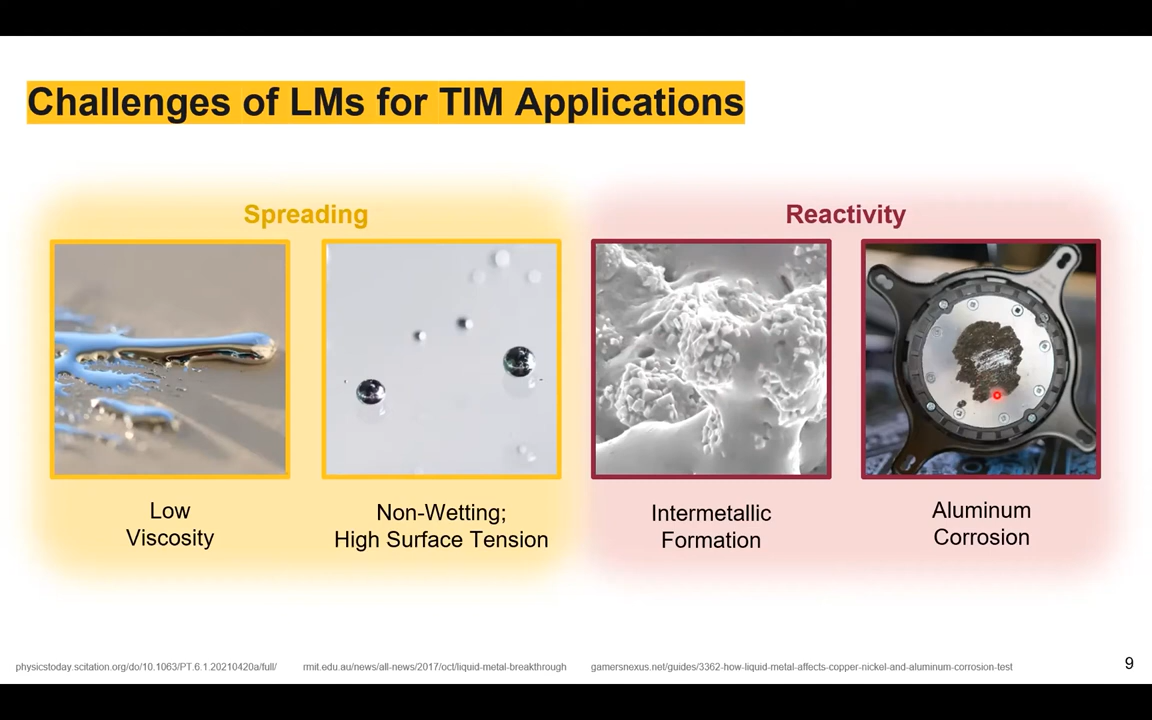 Challenges of LMs for TIM Applications
Spreading
Reactivity
Low
Viscosity
Non-Wetting;
High Surface Tension
Intermetallic
Formation
Aluminum
Corrosion
physicstoday.scitation.org/do/10.1063/PT.6.1.20210420a/full/
rmit.edu.au/news/all-news/2017/oct/liquid-metal-breakthrough
gamersnexus.net/guides/3362-how-liquid-metal-affects-copper-nickel-and-aluminum-corrosion-test
9